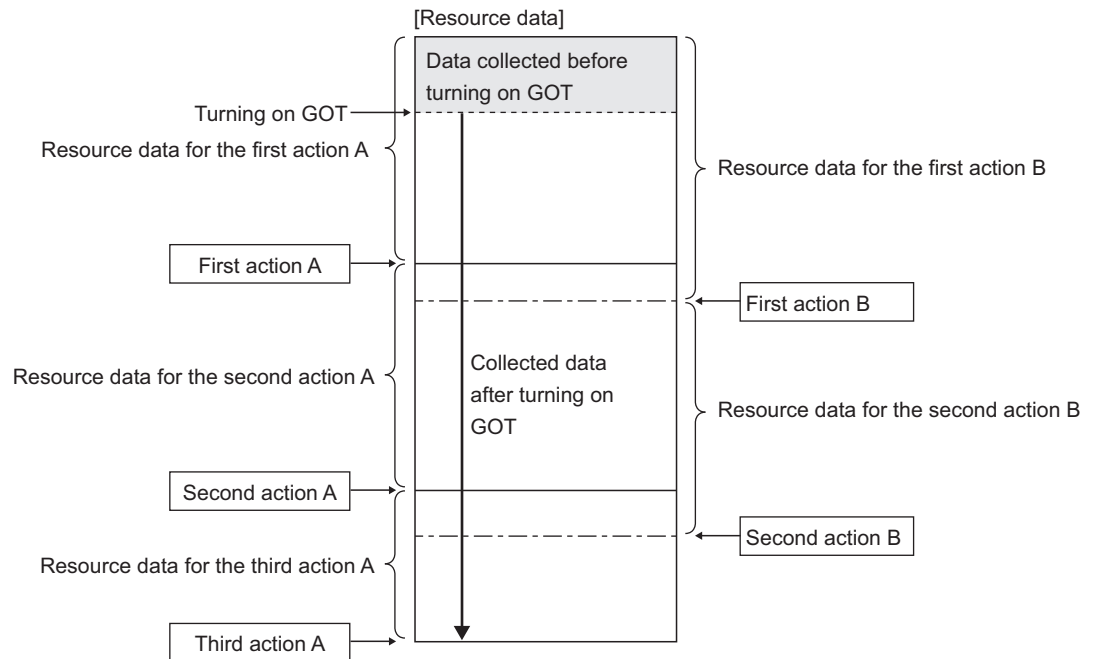 [Resource data]
Data collected before
turning on GOT
Turning on GOT
Resource data for the first action A
Resource data for the first action B
First action A
First action B
Collected data
after turning on
GOT
Resource data for the second action A
Resource data for the second action B
Second action A
Second action B
Resource data for the third action A
Third action A